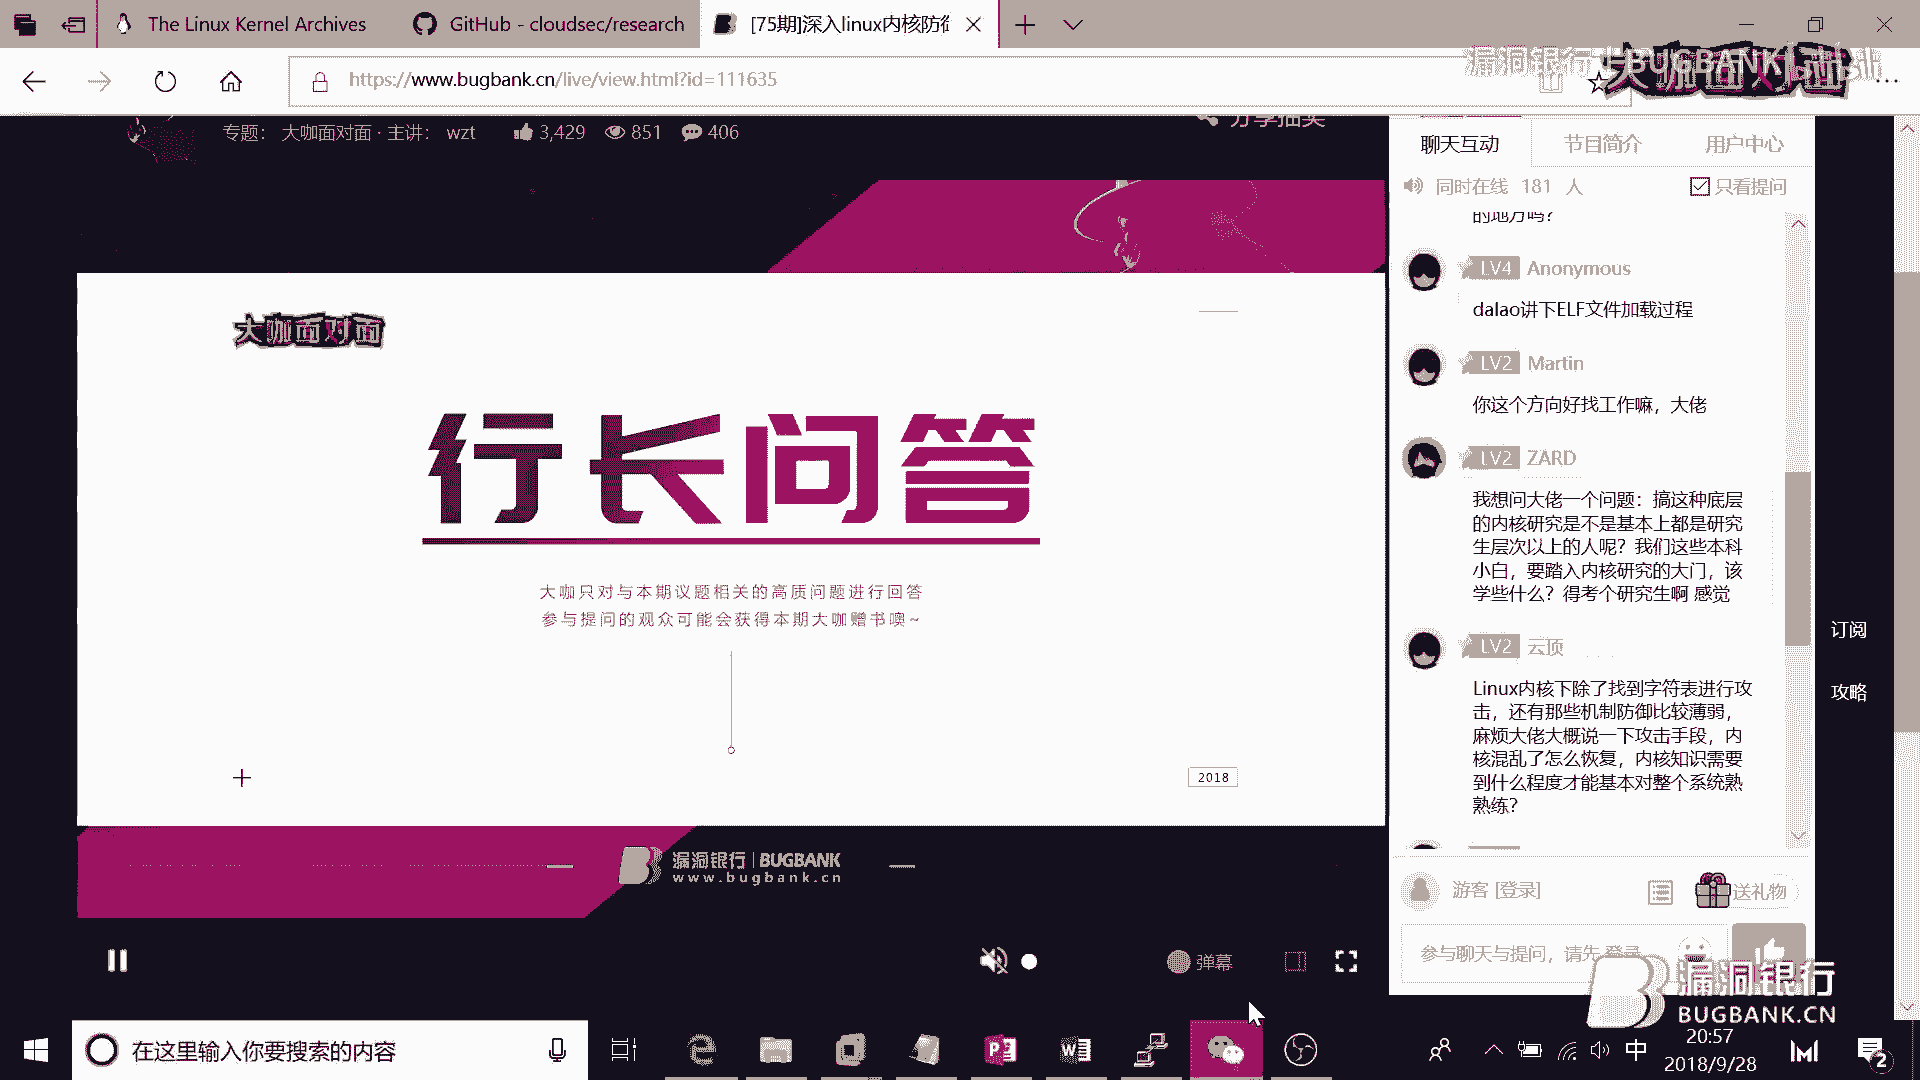 The Linux Kernel Archives
GitHub - cloudsec/research
[75期]深入linux内核防御
https://www.bugbank.cn/live/view.html?id=111635
漏洞银行 | BUGBANK
大咖面对面
专题： 大咖面对面 · 主讲： wzt 3,429 851 406
分享抽奖
聊天互动 节目简介 用户中心
同时在线 181 人 只看提问
的地方吗？
LV4 Anonymous
dalao讲下ELF文件加载过程
LV2 Martin
你这个方向好找工作嘛，大佬
LV2 ZARD
我想问大佬一个问题：搞这种底层
的内核研究是不是基本上都是研究
生层次以上的人呢？我们这些本科
小白，要踏入内核研究的大门，该
学些什么？得考个研究生啊 感觉
LV2 云顶
Linux内核下除了找到字符表进行攻
击，还有那些机制防御比较薄弱，
麻烦大佬大概说一下攻击手段，内
核混乱了怎么恢复，内核知识需要
到什么程度才能基本对整个系统熟
熟练？
订阅
攻略
大咖面对面
行长问答
大咖只对与本期议题相关的高质问题进行回答
参与提问的观众可能会获得本期大咖赠书噢~
2018
漏洞银行 | BUGBANK
www.bugbank.cn
弹幕
游客 [登录]
送礼物
参与聊天与提问，请先 登录
漏洞银行
BUGBANK.CN
在这里输入你要搜索的内容
中
20:57
2018/9/28
2